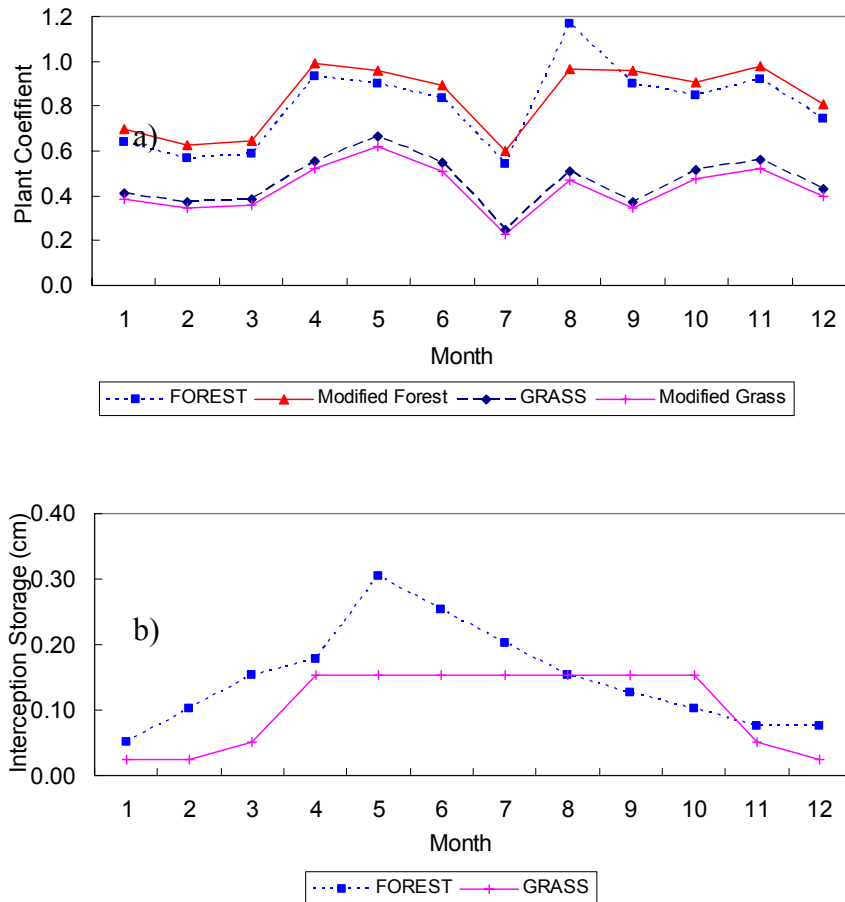 1.2
1.0
0.8
0.6
0.4
0.2
0.0
Plant Coefifient
a)
1 2 3 4 5 6 7 8 9 10 11 12
Month
FOREST Modified Forest GRASS Modified Grass
0.40
0.30
0.20
0.10
0.00
Interception Storage (cm)
b)
1 2 3 4 5 6 7 8 9 10 11 12
Month
FOREST GRASS